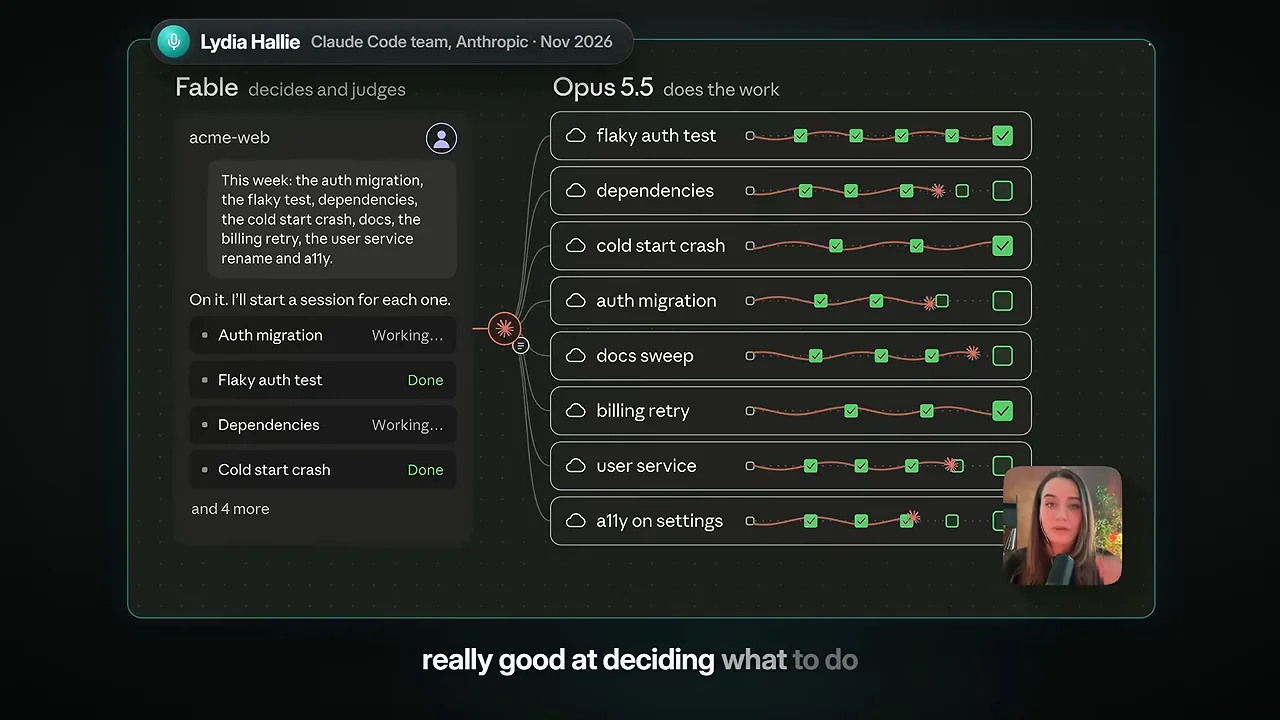 Lydia Hallie Claude Code team, Anthropic · Nov 2026
Fable decides and judges
acme-web
This week: the auth migration,
the flaky test, dependencies,
the cold start crash, docs, the
billing retry, the user service
rename and a11y.
On it. I'll start a session for each one.
Auth migration Working...
Flaky auth test Done
Dependencies Working...
Cold start crash Done
and 4 more
Opus 5.5 does the work
flaky auth test
dependencies
cold start crash
auth migration
docs sweep
billing retry
user service
a11y on settings
really good at deciding what to do